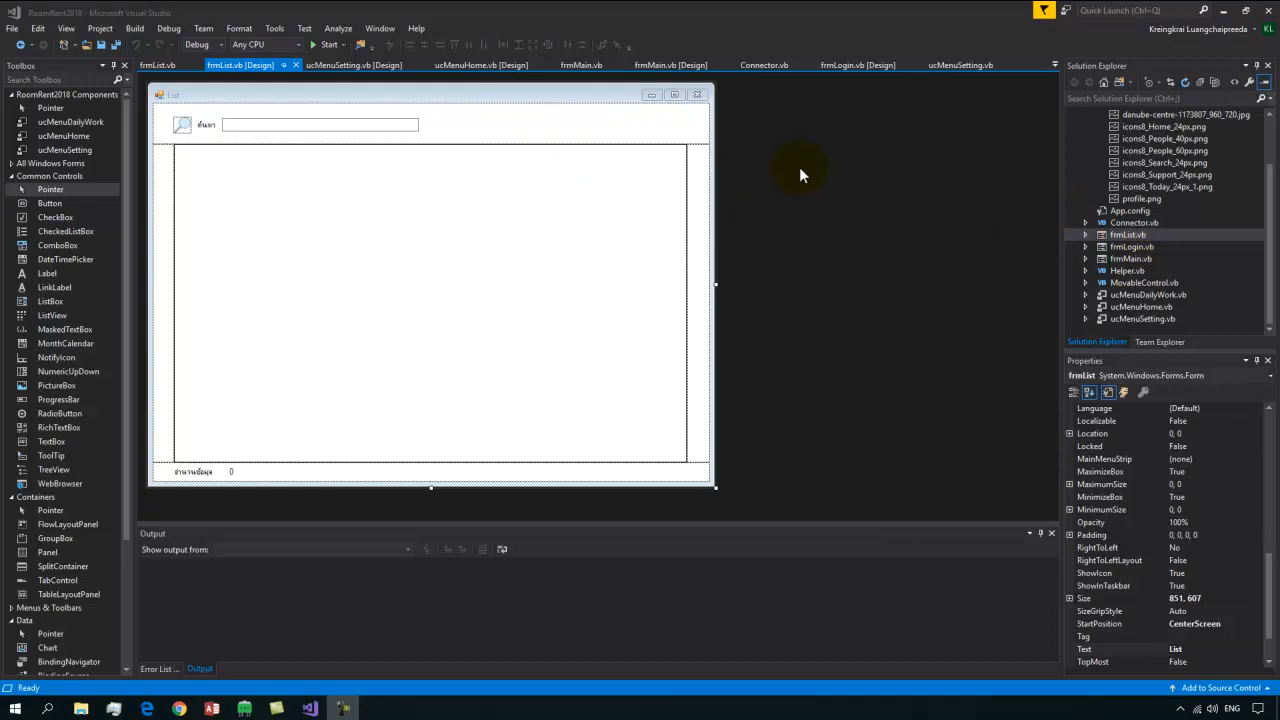 RoomRent2018 - Microsoft Visual Studio
Quick Launch (Ctrl+;)
File Edit View Project Build Debug Team Format Tools Test Analyze Window Help
Kreingkrai Luangchaipreeda KL
Debug Any CPU Start
Toolbox
Search Toolbox
RoomRent2018 Components
Pointer
ucMenuDailyWork
ucMenuHome
ucMenuSetting
All Windows Forms
Common Controls
Pointer
Button
CheckBox
CheckedListBox
ComboBox
DateTimePicker
Label
LinkLabel
ListBox
ListView
MaskedTextBox
MonthCalendar
NotifyIcon
NumericUpDown
PictureBox
ProgressBar
RadioButton
RichTextBox
TextBox
ToolTip
TreeView
WebBrowser
Containers
Pointer
FlowLayoutPanel
GroupBox
Panel
SplitContainer
TabControl
TableLayoutPanel
Menus & Toolbars
Data
Pointer
Chart
BindingNavigator
BindingSource
frmList.vb frmList.vb [Design] ucMenuSetting.vb [Design] ucMenuHome.vb [Design] frmMain.vb frmMain.vb [Design] Connector.vb frmLogin.vb [Design] ucMenuSetting.vb
List
ค้นหา
จำนวนข้อมูล 0
Output
Show output from:
Error List ... Output
Solution Explorer
Search Solution Explorer (Ctrl+;)
danube-centre-1173807_960_720.jpg
icons8_Home_24px.png
icons8_People_40px.png
icons8_People_60px.png
icons8_Search_24px.png
icons8_Support_24px.png
icons8_Today_24px_1.png
profile.png
App.config
Connector.vb
frmList.vb
frmLogin.vb
frmMain.vb
Helper.vb
MovableControl.vb
ucMenuDailyWork.vb
ucMenuHome.vb
ucMenuSetting.vb
Solution Explorer Team Explorer
Properties
frmList System.Windows.Forms.Form
Language (Default)
Localizable False
Location 0, 0
Locked False
MainMenuStrip (none)
MaximizeBox True
MaximumSize 0, 0
MinimizeBox True
MinimumSize 0, 0
Opacity 100%
Padding 0, 0, 0, 0
RightToLeft No
RightToLeftLayout False
ShowIcon True
ShowInTaskbar True
Size 851, 607
SizeGripStyle Auto
StartPosition CenterScreen
Tag
Text List
TopMost False
Ready
Add to Source Control
ENG